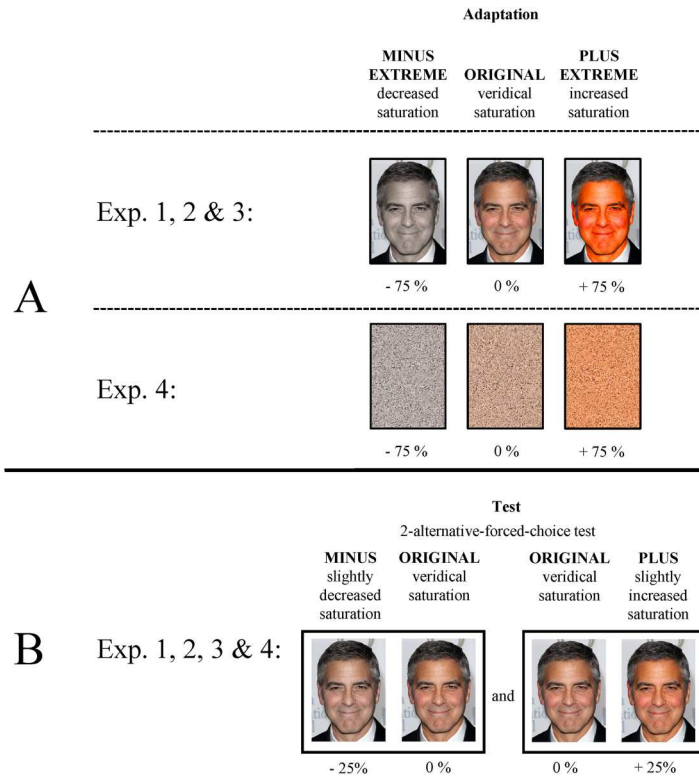 Adaptation
MINUS EXTREME decreased saturation
ORIGINAL veridical saturation
PLUS EXTREME increased saturation
A
Exp. 1, 2 & 3:
- 75 % 0 % + 75 %
Exp. 4:
- 75 % 0 % + 75 %
Test
2-alternative-forced-choice test
MINUS slightly decreased saturation
ORIGINAL veridical saturation
ORIGINAL veridical saturation
PLUS slightly increased saturation
B
Exp. 1, 2, 3 & 4:
and
- 25% 0 % 0 % + 25%